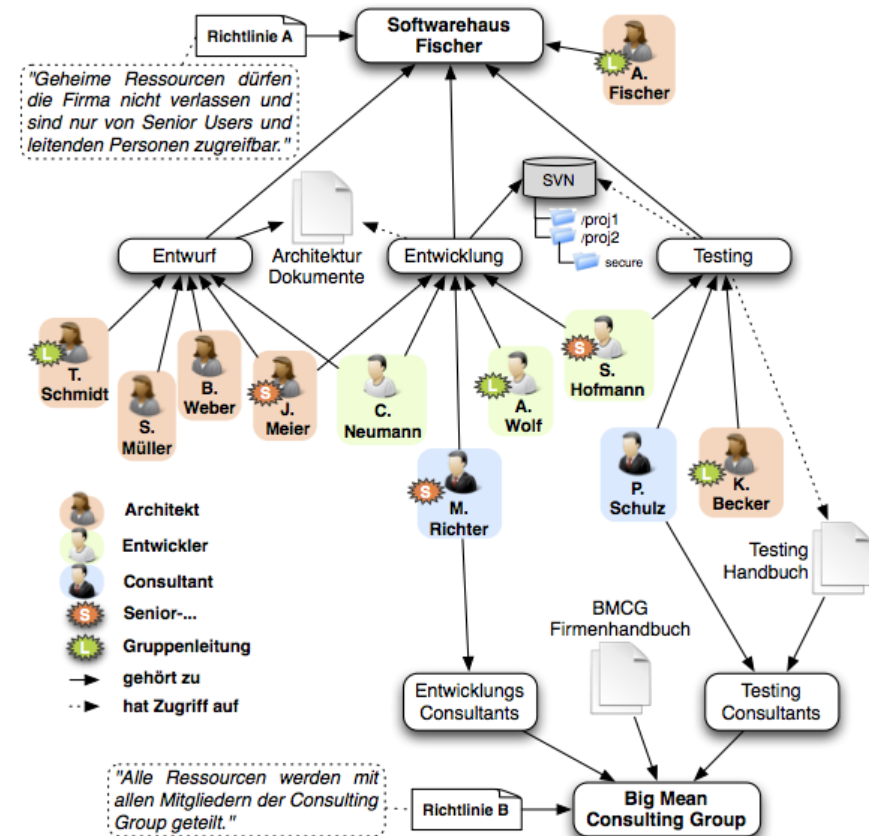 Richtlinie A
Softwarehaus
Fischer
"Geheime Ressourcen dürfen
die Firma nicht verlassen und
sind nur von Senior Users und
leitenden Personen zugreifbar."
L
A.
Fischer
SVN
/proj1
/proj2
secure
Entwurf
Architektur
Dokumente
Entwicklung
Testing
L
T.
Schmidt
S.
Müller
B.
Weber
S
J.
Meier
C.
Neumann
L
A.
Wolf
S
S.
Hofmann
S
M.
Richter
P.
Schulz
L
K.
Becker
Architekt
Entwickler
Consultant
S
Senior-...
L
Gruppenleitung
gehört zu
hat Zugriff auf
Testing
Handbuch
BMCG
Firmenhandbuch
Entwicklungs
Consultants
Testing
Consultants
"Alle Ressourcen werden mit
allen Mitgliedern der Consulting
Group geteilt."
Richtlinie B
Big Mean
Consulting Group